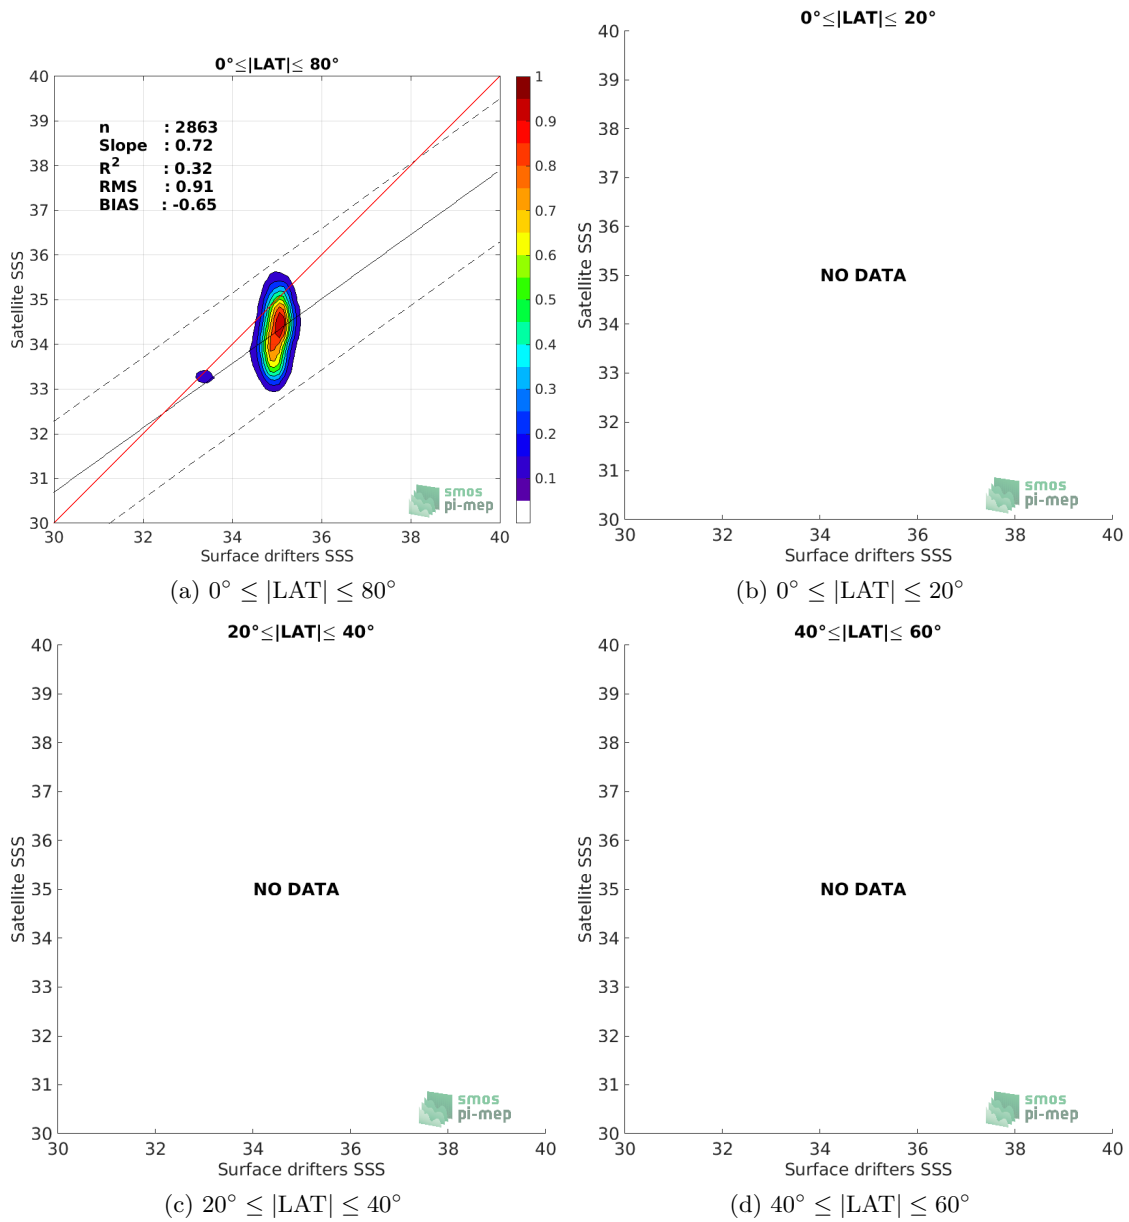 0°≤|LAT|≤ 80°
40
39
38
37
36
35
34
33
32
31
30
30 32 34 36 38 40
Satellite SSS
Surface drifters SSS
n : 2863
Slope : 0.72
R² : 0.32
RMS : 0.91
BIAS : -0.65
1
0.9
0.8
0.7
0.6
0.5
0.4
0.3
0.2
0.1
smos
pi-mep
(a) 0° ≤ |LAT| ≤ 80°
0°≤|LAT|≤ 20°
40
39
38
37
36
35
34
33
32
31
30
30 32 34 36 38 40
Satellite SSS
Surface drifters SSS
NO DATA
smos
pi-mep
(b) 0° ≤ |LAT| ≤ 20°
20°≤|LAT|≤ 40°
40
39
38
37
36
35
34
33
32
31
30
30 32 34 36 38 40
Satellite SSS
Surface drifters SSS
NO DATA
smos
pi-mep
(c) 20° ≤ |LAT| ≤ 40°
40°≤|LAT|≤ 60°
40
39
38
37
36
35
34
33
32
31
30
30 32 34 36 38 40
Satellite SSS
Surface drifters SSS
NO DATA
smos
pi-mep
(d) 40° ≤ |LAT| ≤ 60°